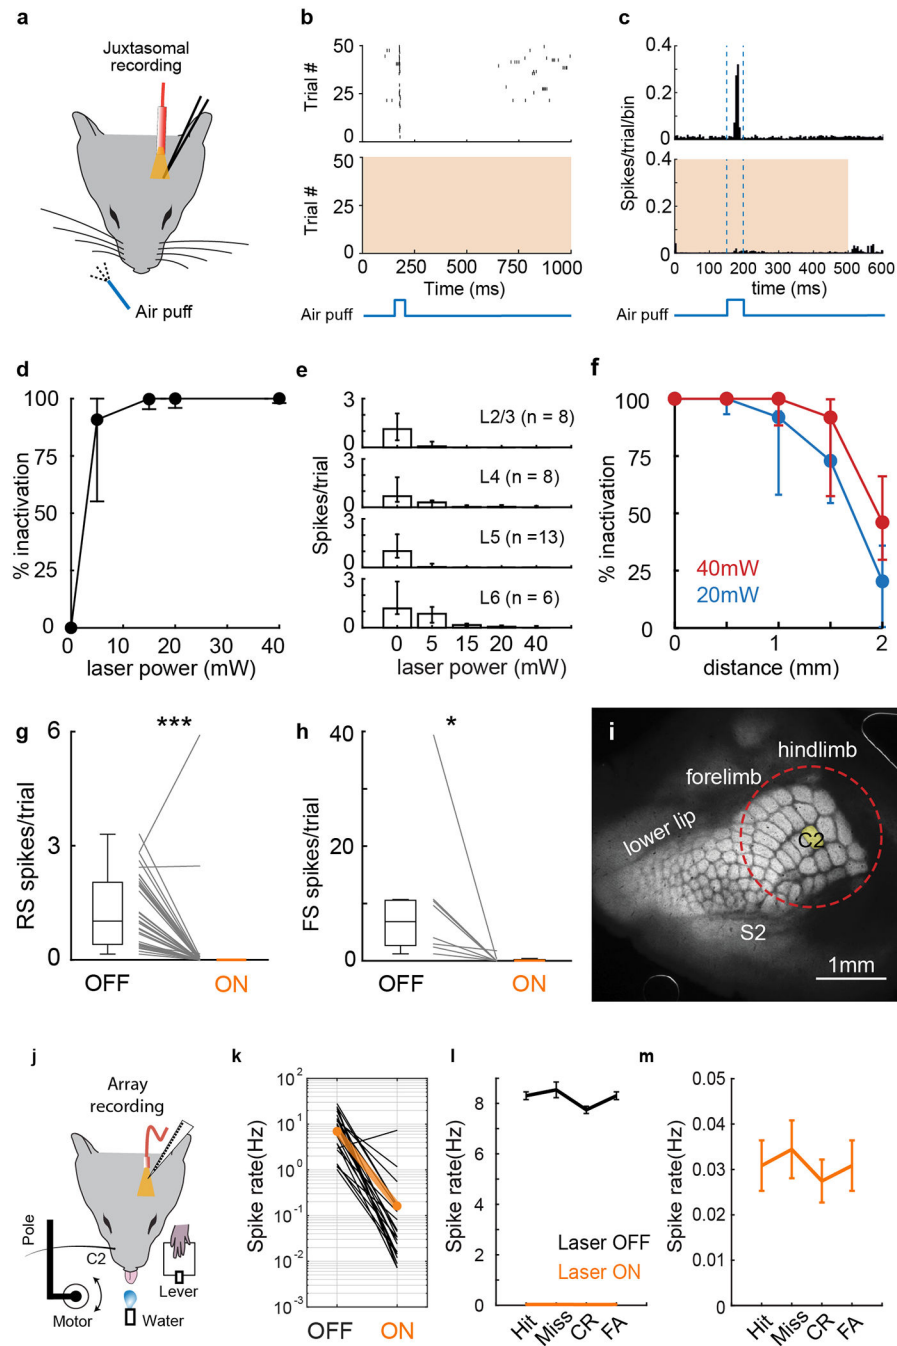 a
Juxtasomal
recording
Air puff
b
Trial #
50
25
0
Trial #
50
25
0
0 250 500 750 1000
Time (ms)
Air puff
c
Spikes/trial/bin
0.4
0.2
0
0.4
0.2
0
0 100 200 300 400 500 600
time (ms)
Air puff
d
% inactivation
100
75
50
25
0
10 20 30 40
laser power (mW)
e
Spikes/trial
3
0
L2/3 (n = 8)
3
0
L4 (n = 8)
3
0
L5 (n =13)
3
0
L6 (n = 6)
0 5 15 20 40
laser power (mW)
f
% inactivation
100
75
50
25
0
40mW
20mW
0 0.5 1 1.5 2
distance (mm)
g
***
RS spikes/trial
6
3
0
OFF ON
h
*
FS spikes/trial
40
20
0
OFF ON
i
hindlimb
forelimb
lower lip
C2
S2
1mm
j
Array
recording
Pole
C2
Lever
Motor
Water
k
Spike rate(Hz)
10²
10¹
10⁰
10⁻¹
10⁻²
10⁻³
OFF ON
l
Spike rate(Hz)
8
6
4
2
0
Laser OFF
Laser ON
Hit Miss CR FA
m
Spike rate(Hz)
0.05
0.04
0.03
0.02
0.01
0.00
Hit Miss CR FA